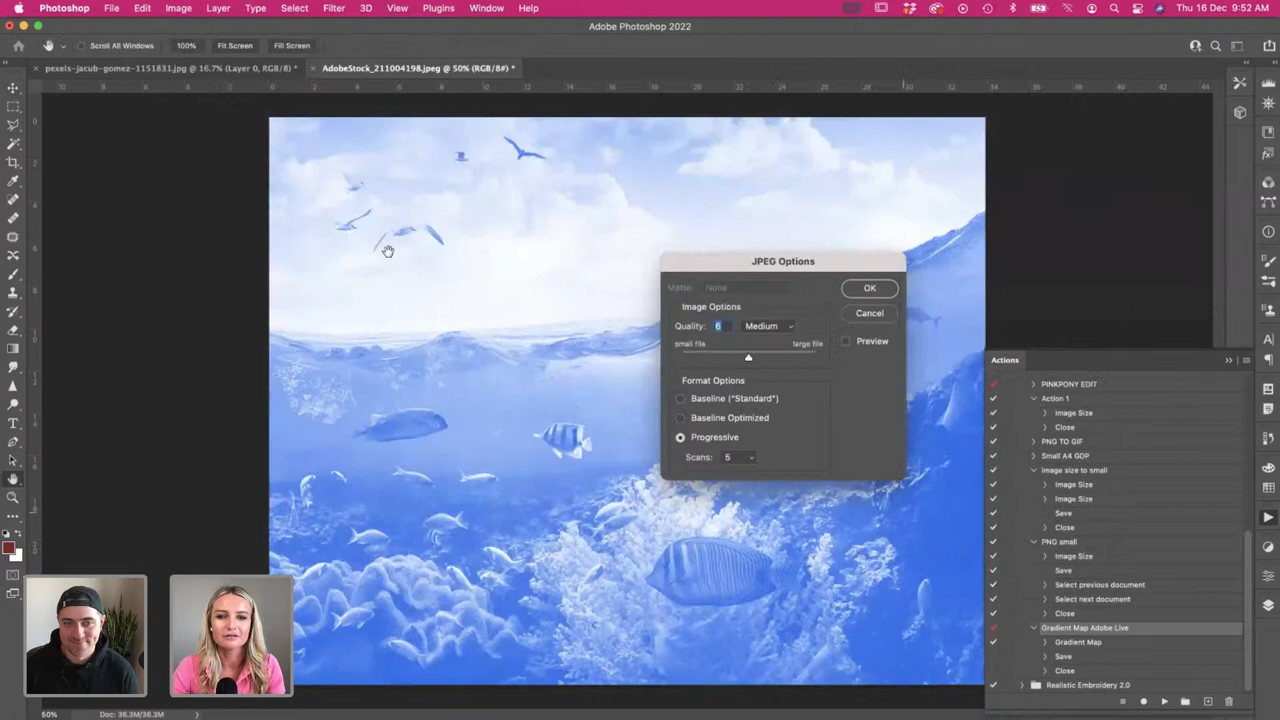 Photoshop File Edit Image Layer Type Select Filter 3D View Plugins Window Help Thu 16 Dec 9:52 AM
Adobe Photoshop 2022
Scroll All Windows 100% Fit Screen Fill Screen
pexels-jacub-gomez-1151831.jpg @ 16.7% (Layer 0, RGB/8) * AdobeStock_211004198.jpeg @ 50% (RGB/8#) *
JPEG Options
Matte: None
OK
Image Options
Cancel
Quality: 6 Medium
Preview
small file large file
Format Options
Baseline ("Standard")
Baseline Optimized
Progressive
Scans: 5
Actions
PINKPONY EDIT
Action 1
Image Size
Close
PNG TO GIF
Small A4 GDP
Image size to small
Image Size
Image Size
Save
Close
PNG small
Image Size
Save
Select previous document
Select next document
Close
Gradient Map Adobe Live
Gradient Map
Save
Close
Realistic Embroidery 2.0
50% Doc: 36.3M/36.3M